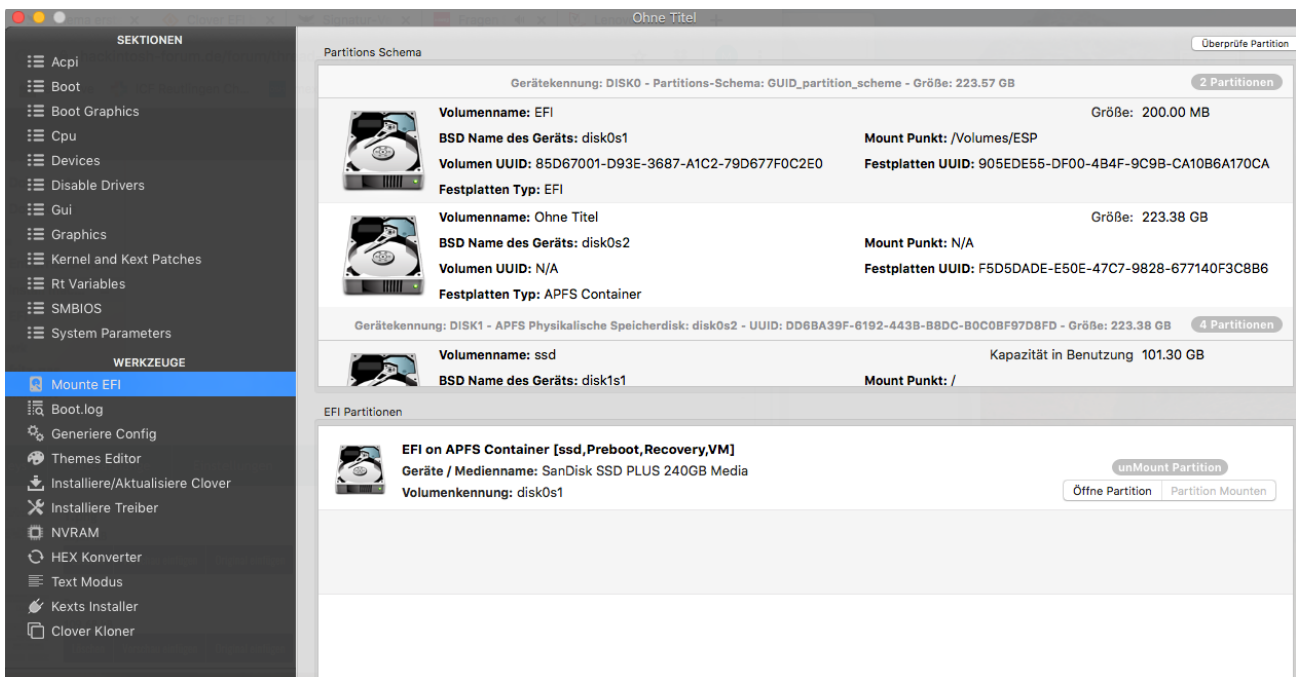 Ohne Titel
SEKTIONEN
Acpi
Boot
Boot Graphics
Cpu
Devices
Disable Drivers
Gui
Graphics
Kernel and Kext Patches
Rt Variables
SMBIOS
System Parameters
WERKZEUGE
Mounte EFI
Boot.log
Generiere Config
Themes Editor
Installiere/Aktualisiere Clover
Installiere Treiber
NVRAM
HEX Konverter
Text Modus
Kexts Installer
Clover Kloner
Partitions Schema
Überprüfe Partition
Gerätekennung: DISK0 - Partitions-Schema: GUID_partition_scheme - Größe: 223.57 GB 2 Partitionen
Volumenname: EFI Größe: 200.00 MB
BSD Name des Geräts: disk0s1 Mount Punkt: /Volumes/ESP
Volumen UUID: 85D67001-D93E-3687-A1C2-79D677F0C2E0 Festplatten UUID: 905EDE55-DF00-4B4F-9C9B-CA10B6A170CA
Festplatten Typ: EFI
Volumenname: Ohne Titel Größe: 223.38 GB
BSD Name des Geräts: disk0s2 Mount Punkt: N/A
Volumen UUID: N/A Festplatten UUID: F5D5DADE-E50E-47C7-9828-677140F3C8B6
Festplatten Typ: APFS Container
Gerätekennung: DISK1 - APFS Physikalische Speicherdisk: disk0s2 - UUID: DD6BA39F-6192-443B-B8DC-B0C0BF97D8FD - Größe: 223.38 GB 4 Partitionen
Volumenname: ssd Kapazität in Benutzung 101.30 GB
BSD Name des Geräts: disk1s1 Mount Punkt: /
EFI Partitionen
EFI on APFS Container [ssd,Preboot,Recovery,VM]
Geräte / Medienname: SanDisk SSD PLUS 240GB Media
unMount Partition
Volumenkennung: disk0s1
Öffne Partition Partition Mounten